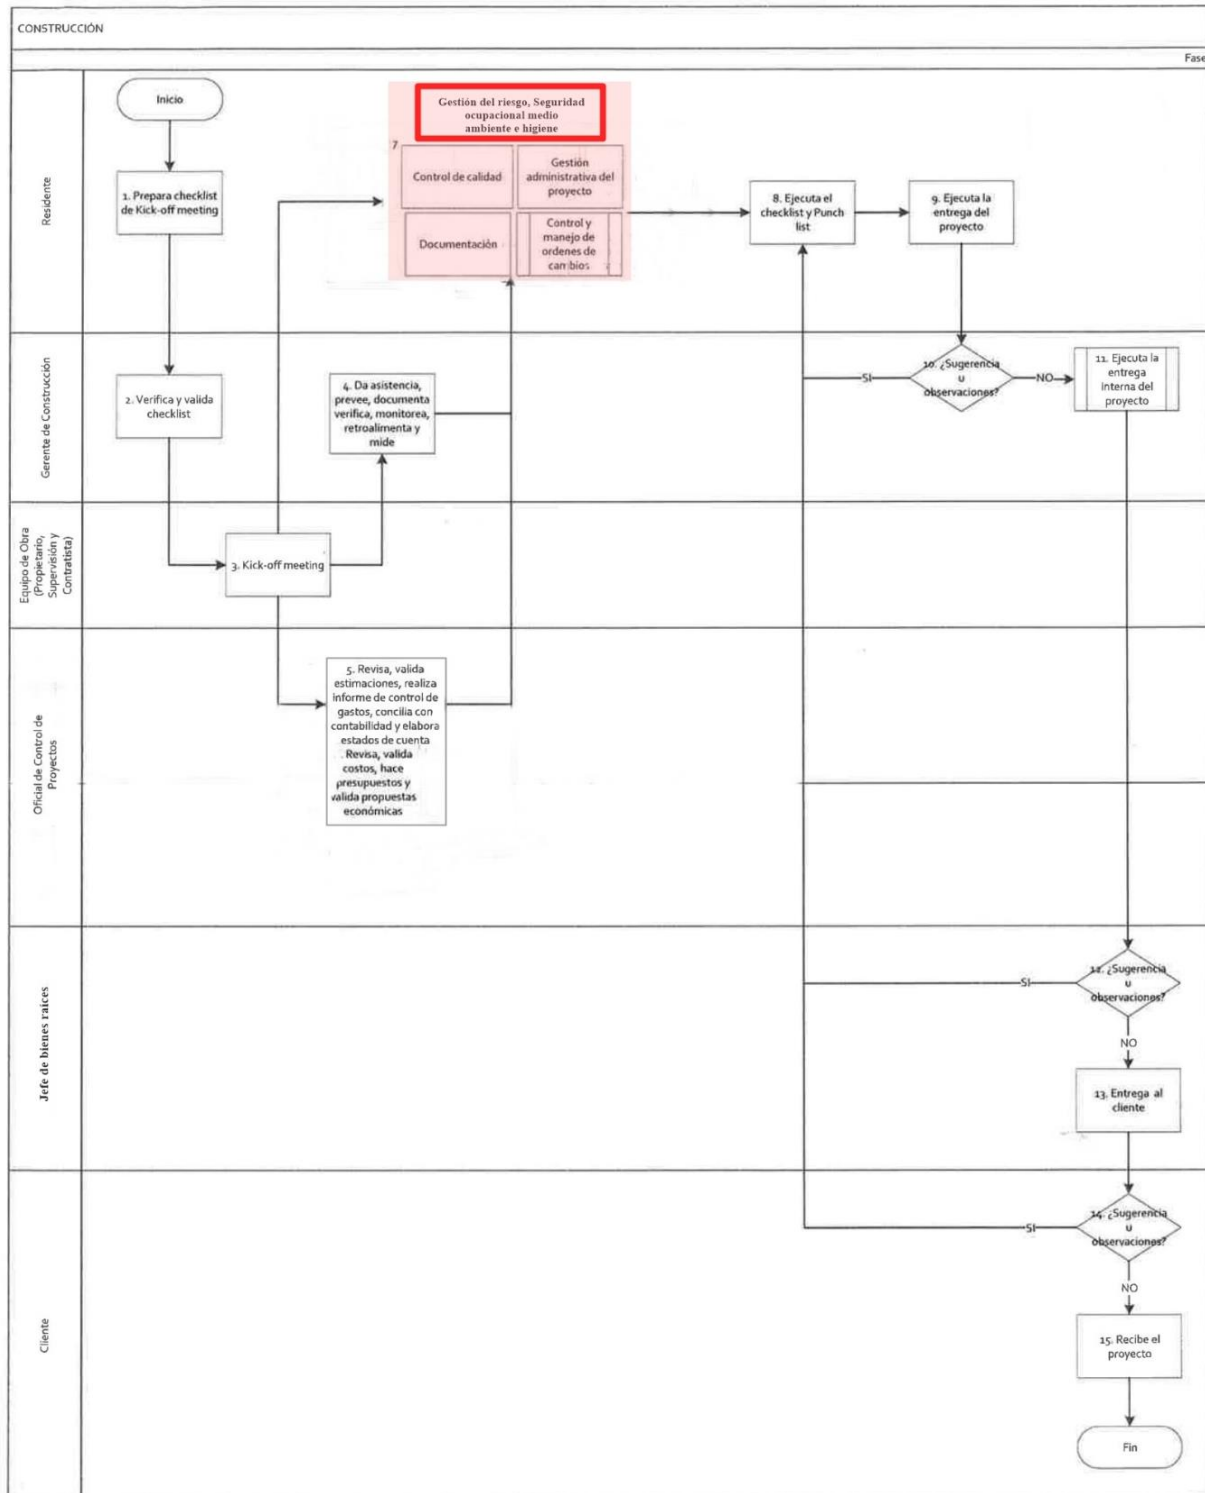 CONSTRUCCIÓN
Fase
Residente
Inicio
1. Prepara checklist
de Kick-off meeting
Gestión del riesgo, Seguridad
ocupacional medio
ambiente e higiene
7
Control de calidad
Gestión
administrativa del
proyecto
Documentación
Control y
manejo de
ordenes de
cambios
8. Ejecuta el
checklist y Punch
list
9. Ejecuta la
entrega del
proyecto
Gerente de Construcción
2. Verifica y valida
checklist
4. Da asistencia,
prevee, documenta
verifica, monitorea,
retroalimenta y
mide
SI
10. ¿Sugerencia
u
observaciones?
NO
11. Ejecuta la
entrega
interna del
proyecto
Equipo de Obra
(Propietario,
Supervisión y
Contratista)
3. Kick-off meeting
Oficial de Control de
Proyectos
5. Revisa, valida
estimaciones, realiza
informe de control de
gastos, concilia con
contabilidad y elabora
estados de cuenta
Revisa, valida
costos, hace
presupuestos y
valida propuestas
económicas
Jefe de bienes raices
SI
12. ¿Sugerencia
u
observaciones?
NO
13. Entrega al
cliente
Cliente
SI
14. ¿Sugerencia
u
observaciones?
NO
15. Recibe el
proyecto
Fin